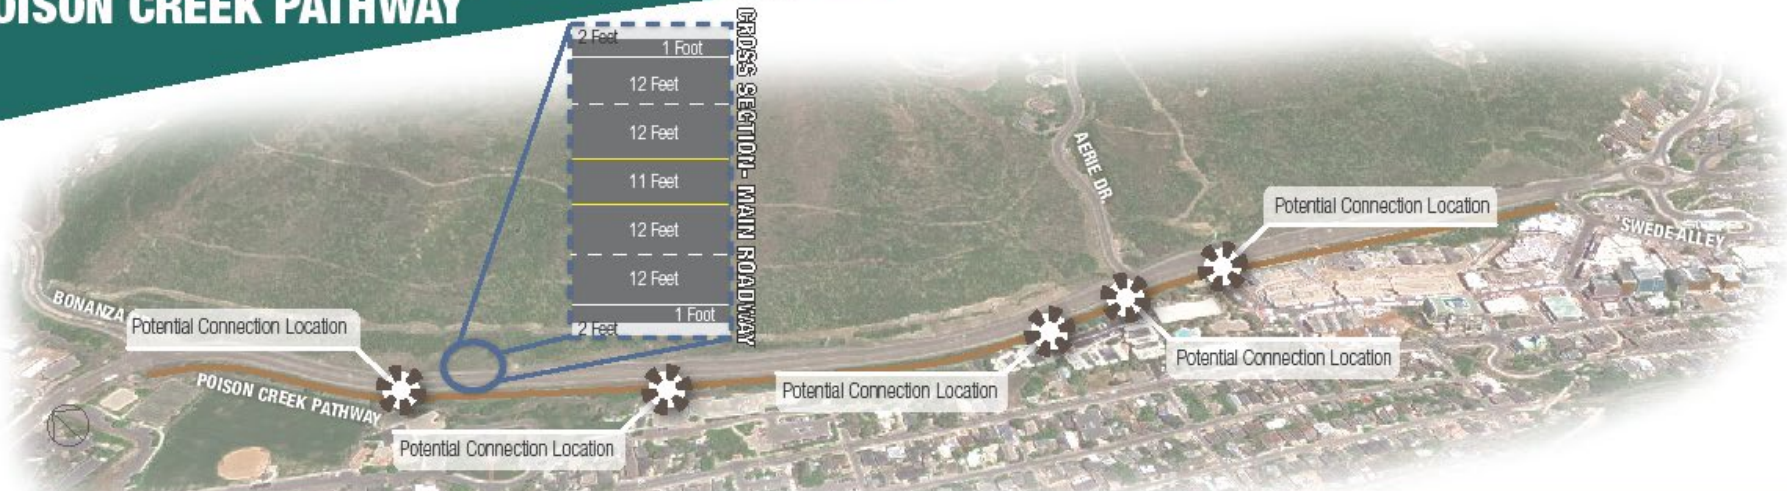 OISON CREEK PATHWAY
2 Feet
1 Foot
12 Feet
12 Feet
11 Feet
12 Feet
12 Feet
1 Foot
2 Feet
CROSS SECTION- MAIN ROADWAY
AERIE DR.
Potential Connection Location
SWEDE ALLEY
BONANZA
Potential Connection Location
POISON CREEK PATHWAY
Potential Connection Location
Potential Connection Location
Potential Connection Location